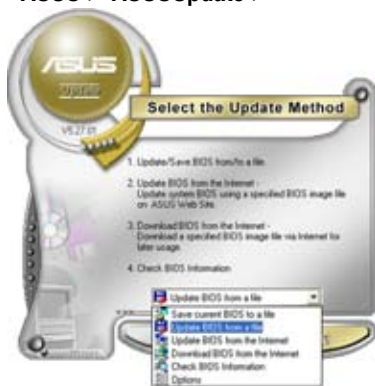 ASUS
Update
V5.27.01
Select the Update Method
1. Update/Save BIOS from/to a file.
2. Update BIOS from the Internet -
Update system BIOS using a specified BIOS image file
on ASUS Web Site.
3. Download BIOS from the Internet -
Download a specified BIOS image file via Internet for
later usage.
4. Check BIOS Information
Update BIOS from a file
Save current BIOS to a file
Update BIOS from a file
Update BIOS from the Internet
Download BIOS from the Internet
Check BIOS Information
Options